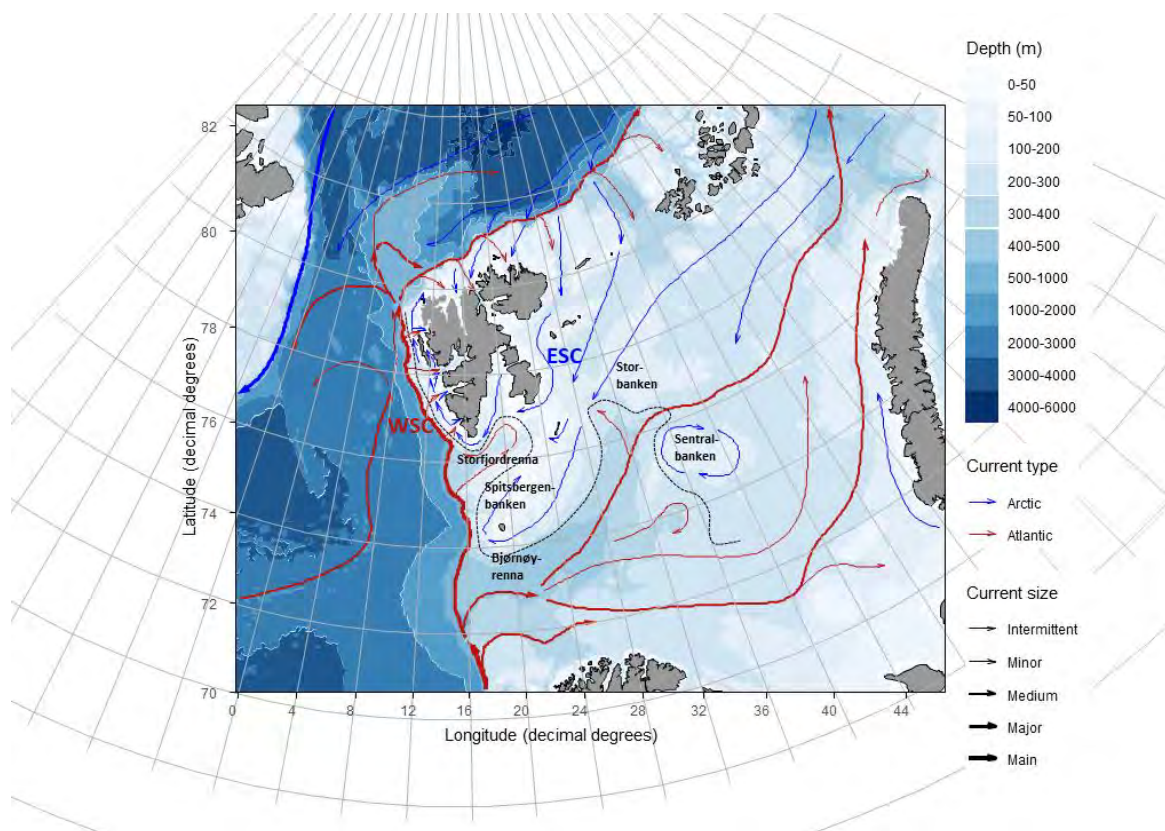 Depth (m)
0-50
50-100
100-200
200-300
300-400
400-500
500-1000
1000-2000
2000-3000
3000-4000
4000-6000
Current type
Arctic
Atlantic
Current size
Intermittent
Minor
Medium
Major
Main
82
80
78
76
74
72
70
Latitude (decimal degrees)
ESC
WSC
Stor-
banken
Sentral-
banken
Storfjordrenna
Spitsbergen-
banken
Bjørnøy-
renna
0 4 8 12 16 20 24 28 32 36 40 44
Longitude (decimal degrees)